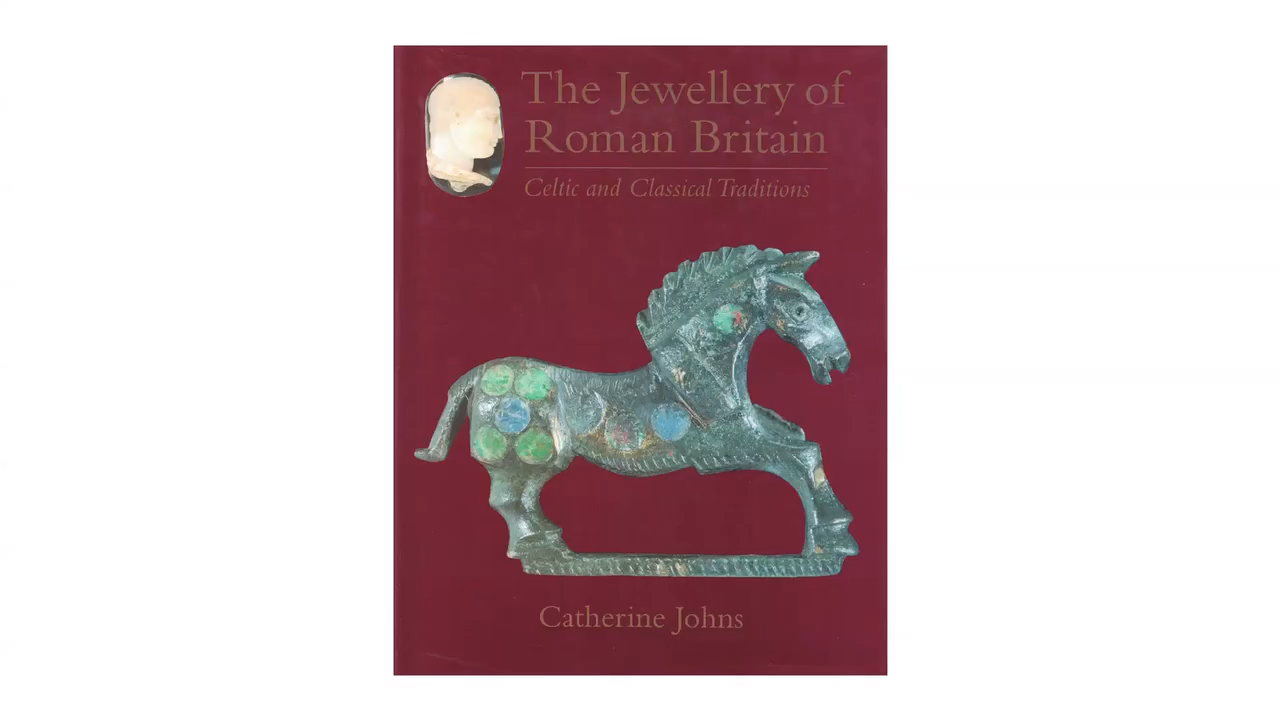 The Jewellery of
Roman Britain
Celtic and Classical Traditions
Catherine Johns